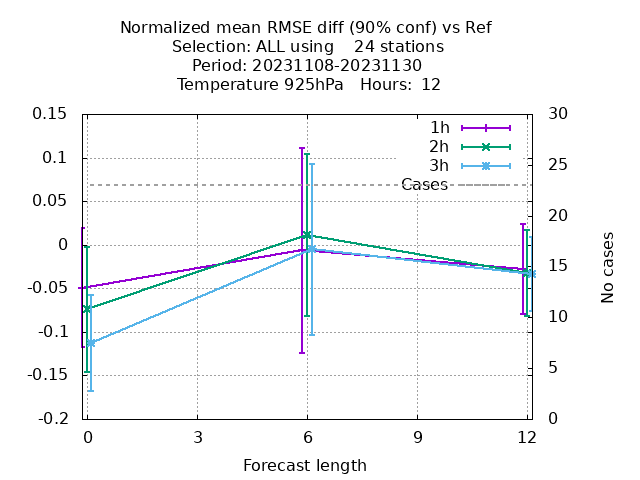 Normalized mean RMSE diff (90% conf) vs Ref
Selection: ALL using    24 stations
Period: 20231108-20231130
Temperature 925hPa   Hours:  12
0.15
0.1
0.05
0
-0.05
-0.1
-0.15
-0.2
30
25
20
15
10
5
0
1h
2h
3h
Cases
No cases
0
3
6
9
12
Forecast length